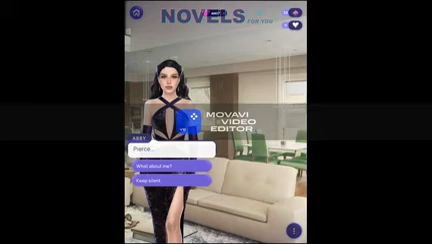 NOVELS
FOR YOU
MOVAVI
VIDEO
EDITOR
ABBY
Pierce...
What about me?
Keep silent